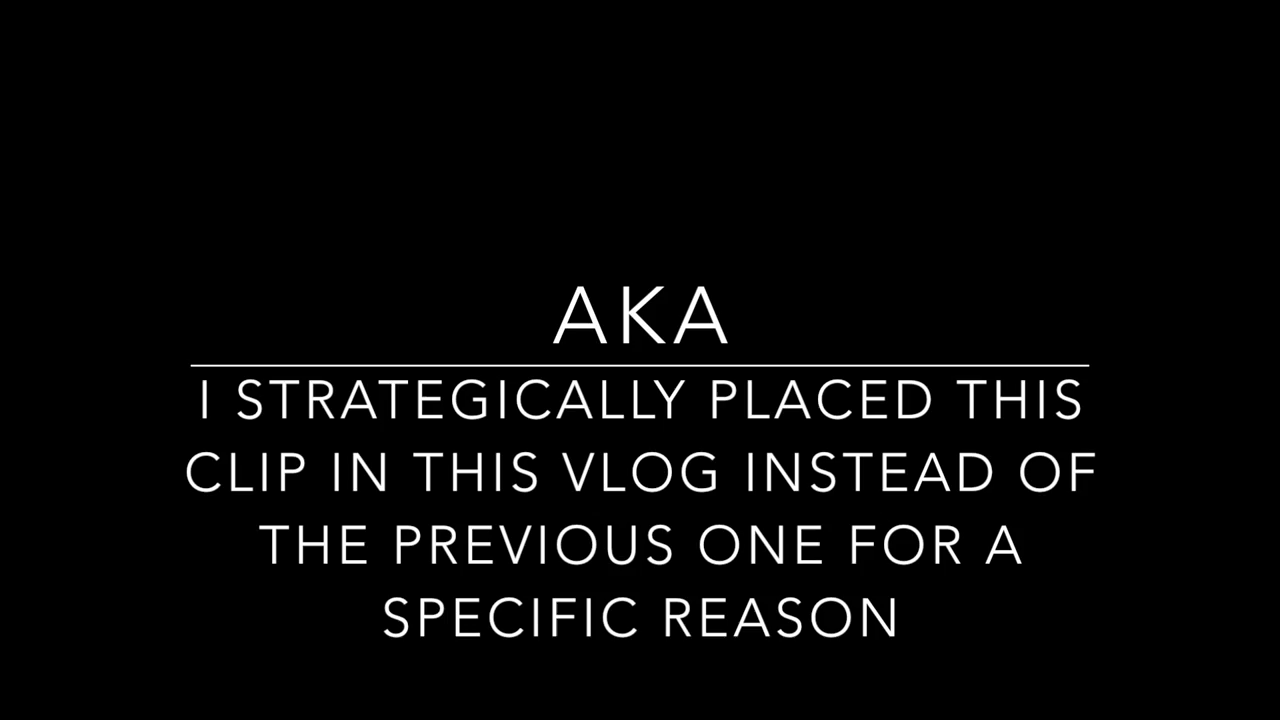 AKA
I STRATEGICALLY PLACED THIS
CLIP IN THIS VLOG INSTEAD OF
THE PREVIOUS ONE FOR A
SPECIFIC REASON